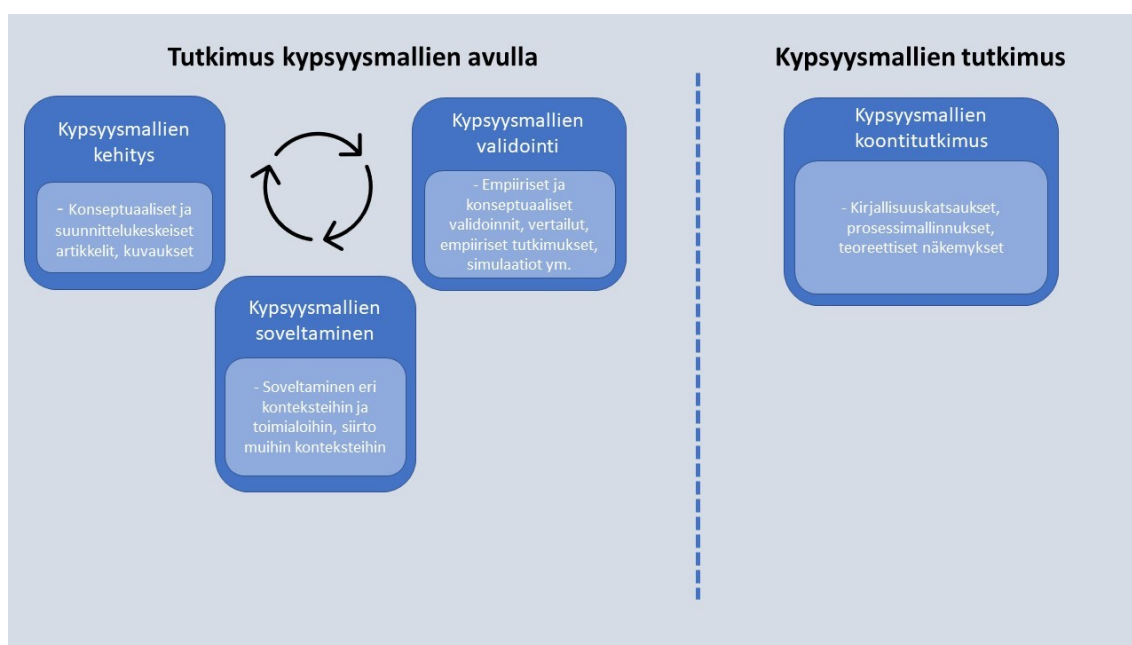 Tutkimus kypsyysmallien avulla
Kypsyysmallien
kehitys
- Konseptuaaliset ja
suunnittelukeskeiset
artikkelit, kuvaukset
Kypsyysmallien
validointi
- Empiiriset ja
konseptuaaliset
validoinnit, vertailut,
empiiriset tutkimukset,
simulaatiot ym.
Kypsyysmallien
soveltaminen
- Soveltaminen eri
konteksteihin ja
toimialoihin, siirto
muihin konteksteihin
Kypsyysmallien tutkimus
Kypsyysmallien
koontitutkimus
- Kirjallisuuskatsaukset,
prosessimallinnukset,
teoreettiset näkemykset